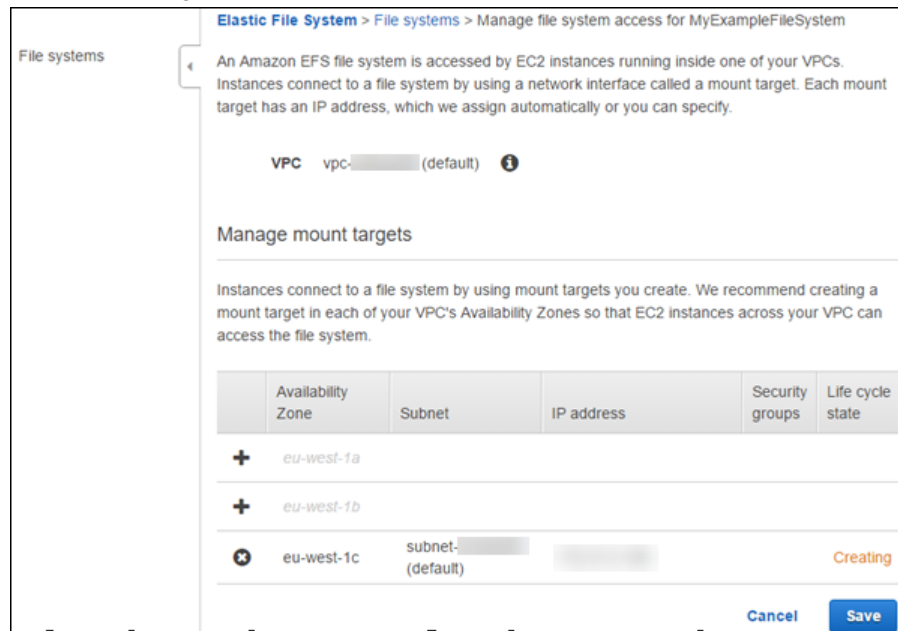 Elastic File System > File systems > Manage file system access for MyExampleFileSystem
File systems
An Amazon EFS file system is accessed by EC2 instances running inside one of your VPCs.
Instances connect to a file system by using a network interface called a mount target. Each mount
target has an IP address, which we assign automatically or you can specify.
VPC vpc- (default)
Manage mount targets
Instances connect to a file system by using mount targets you create. We recommend creating a
mount target in each of your VPC's Availability Zones so that EC2 instances across your VPC can
access the file system.
Availability
Zone
Subnet
IP address
Security
groups
Life cycle
state
eu-west-1a
eu-west-1b
eu-west-1c
subnet-
(default)
Creating
Cancel
Save